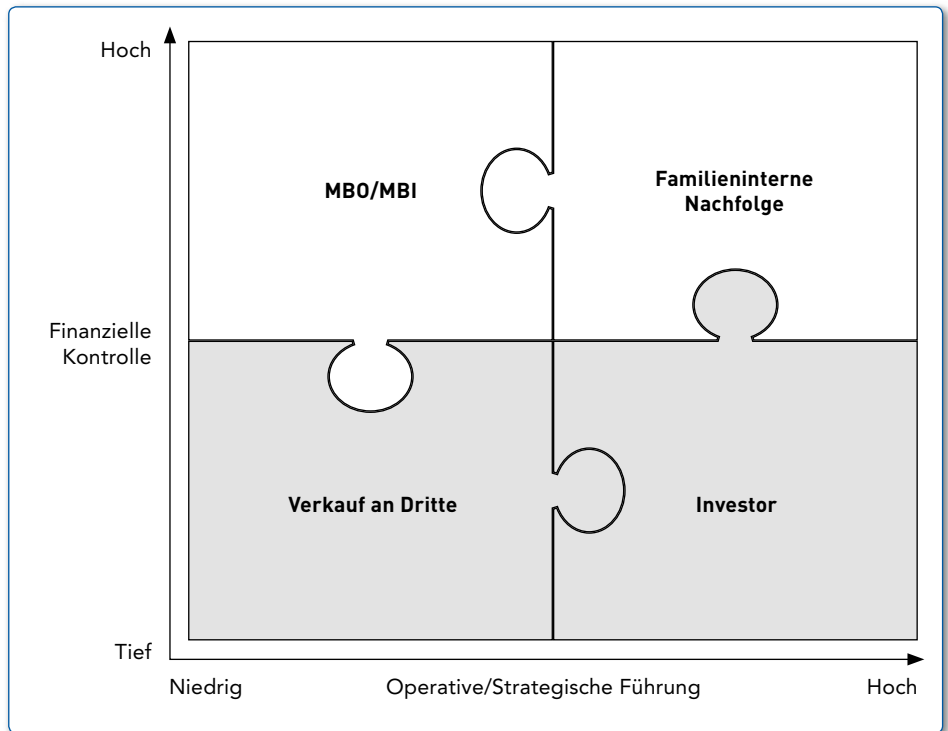 Hoch
MBO/MBI
Familieninterne
Nachfolge
Finanzielle
Kontrolle
Verkauf an Dritte
Investor
Tief
Niedrig
Operative/Strategische Führung
Hoch